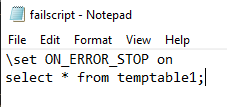 failscript - Notepad
File Edit Format View Help
\set ON_ERROR_STOP on
select * from temptable1;